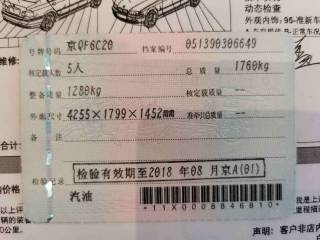 动态检查
外观内饰：95-准新车
号牌号码 京QF6C20 档案编号 051390306649
核定载人数 5人 总质量 1760kg
整备质量 1280kg 核定载质量
外廓尺寸 4255×1799×1452 准牵引总质量
备注
检验记录 检验有效期至2018年08月京A(01)
汽油
*11X0008846810*
声明：客户非店内